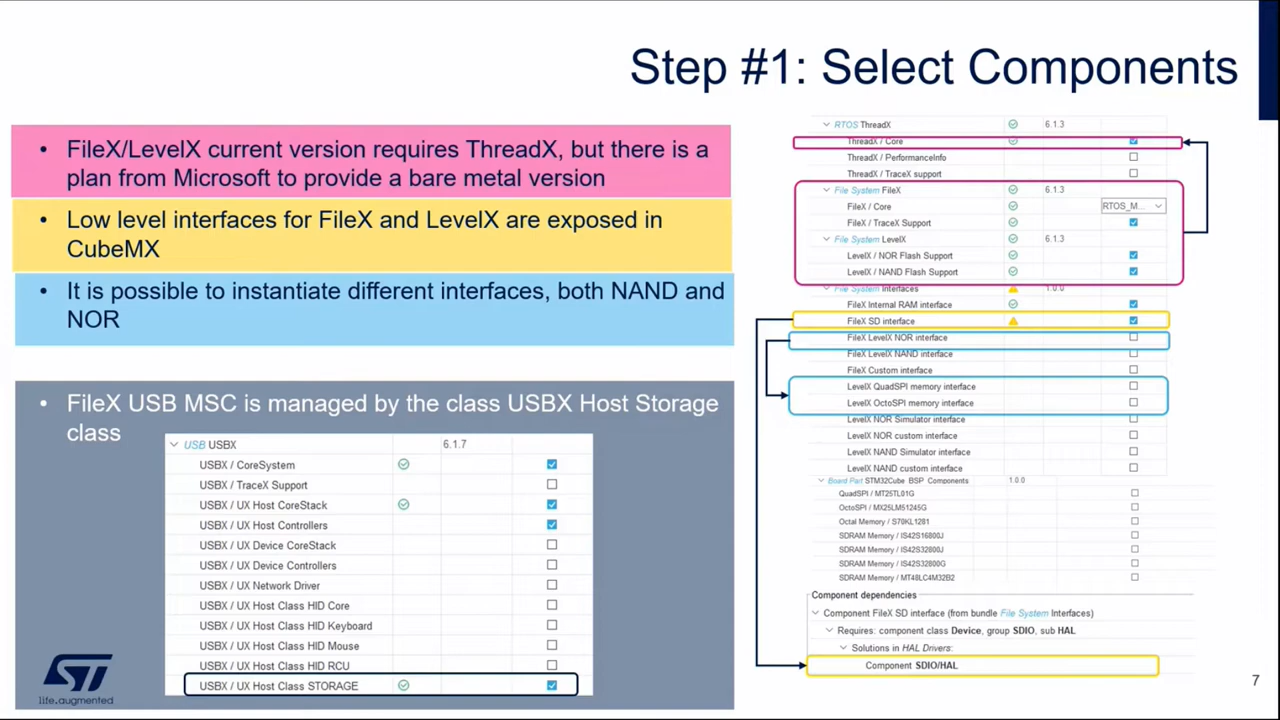 Step #1: Select Components
• FileX/LevelX current version requires ThreadX, but there is a
plan from Microsoft to provide a bare metal version
• Low level interfaces for FileX and LevelX are exposed in
CubeMX
• It is possible to instantiate different interfaces, both NAND and
NOR
• FileX USB MSC is managed by the class USBX Host Storage
class
USB USBX 6.1.7
USBX / CoreSystem
USBX / TraceX Support
USBX / UX Host CoreStack
USBX / UX Host Controllers
USBX / UX Device CoreStack
USBX / UX Device Controllers
USBX / UX Network Driver
USBX / UX Host Class HID Core
USBX / UX Host Class HID Keyboard
USBX / UX Host Class HID Mouse
USBX / UX Host Class HID RCU
USBX / UX Host Class STORAGE
RTOS ThreadX 6.1.3
ThreadX / Core
ThreadX / PerformanceInfo
ThreadX / TraceX support
File System FileX 6.1.3
FileX / Core RTOS_M...
FileX / TraceX Support
File System LevelX 6.1.3
LevelX / NOR Flash Support
LevelX / NAND Flash Support
File System Interfaces 1.0.0
FileX Internal RAM interface
FileX SD interface
FileX LevelX NOR interface
FileX LevelX NAND interface
FileX Custom interface
LevelX QuadSPI memory interface
LevelX OctoSPI memory interface
LevelX NOR Simulator interface
LevelX NOR custom interface
LevelX NAND Simulator interface
LevelX NAND custom interface
Board Part STM32Cube_BSP_Components 1.0.0
QuadSPI / MT25TL01G
OctoSPI / MX25LM51245G
Octal Memory / S70KL1281
SDRAM Memory / IS42S16800J
SDRAM Memory / IS42S32800J
SDRAM Memory / IS42S32800G
SDRAM Memory / MT48LC4M32B2
Component dependencies
Component FileX SD interface (from bundle File System Interfaces)
Requires: component class Device, group SDIO, sub HAL
Solutions in HAL Drivers:
Component SDIO/HAL
ST
life.augmented
7